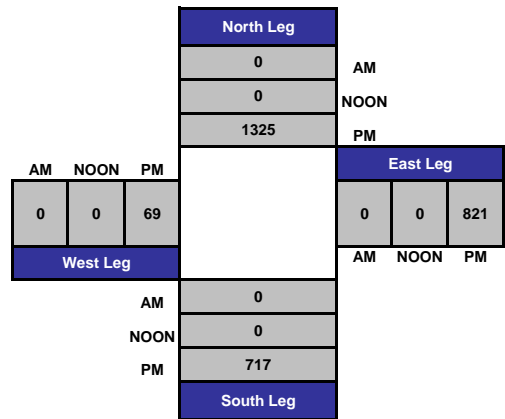 North Leg
0 AM
0 NOON
1325 PM
AM NOON PM
East Leg
0 0 69
0 0 821
West Leg
AM NOON PM
AM 0
NOON 0
PM 717
South Leg